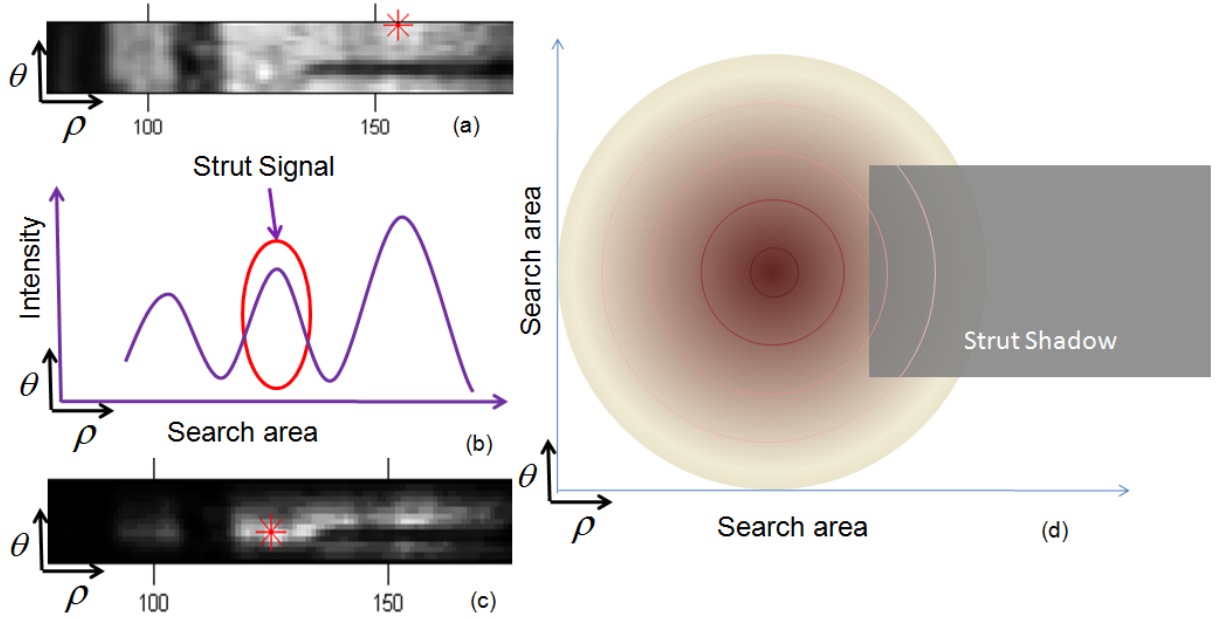 θ
ρ
100
150
(a)
Strut Signal
Intensity
θ
ρ
Search area
(b)
θ
ρ
100
150
(c)
Search area
Strut Shadow
θ
ρ
Search area
(d)